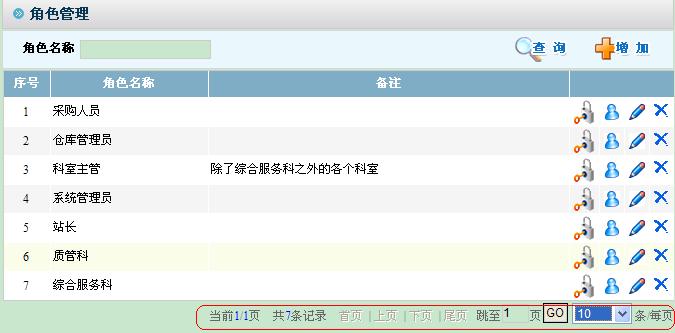 角色管理
角色名称 查 询 增 加
序号 角色名称 备注
1 采购人员
2 仓库管理员
3 科室主管 除了综合服务科之外的各个科室
4 系统管理员
5 站长
6 质管科
7 综合服务科
当前1/1页 共7条记录 首页 | 上页 | 下页 | 尾页 跳至 1 页 GO 10 条/每页